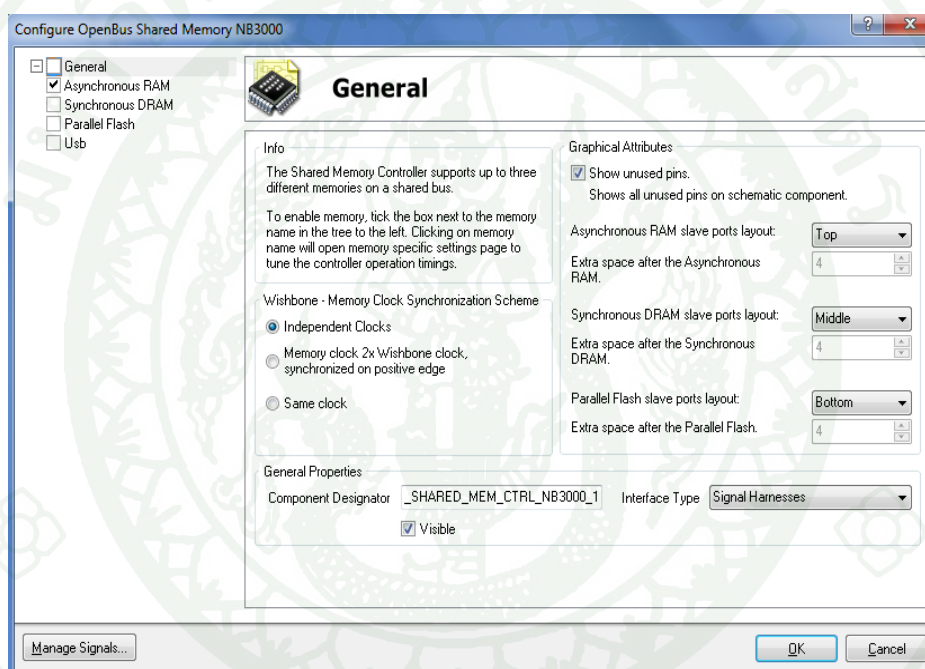 Configure OpenBus Shared Memory NB3000
General
Asynchronous RAM
Synchronous DRAM
Parallel Flash
Usb
General
Info
The Shared Memory Controller supports up to three
different memories on a shared bus.
To enable memory, tick the box next to the memory
name in the tree to the left. Clicking on memory
name will open memory specific settings page to
tune the controller operation timings.
Wishbone - Memory Clock Synchronization Scheme
Independent Clocks
Memory clock 2x Wishbone clock,
synchronized on positive edge
Same clock
Graphical Attributes
Show unused pins.
Shows all unused pins on schematic component.
Asynchronous RAM slave ports layout: Top
Extra space after the Asynchronous
RAM. 4
Synchronous DRAM slave ports layout: Middle
Extra space after the Synchronous
DRAM. 4
Parallel Flash slave ports layout: Bottom
Extra space after the Parallel Flash. 4
General Properties
Component Designator _SHARED_MEM_CTRL_NB3000_1 Interface Type Signal Harnesses
Visible
Manage Signals... OK Cancel